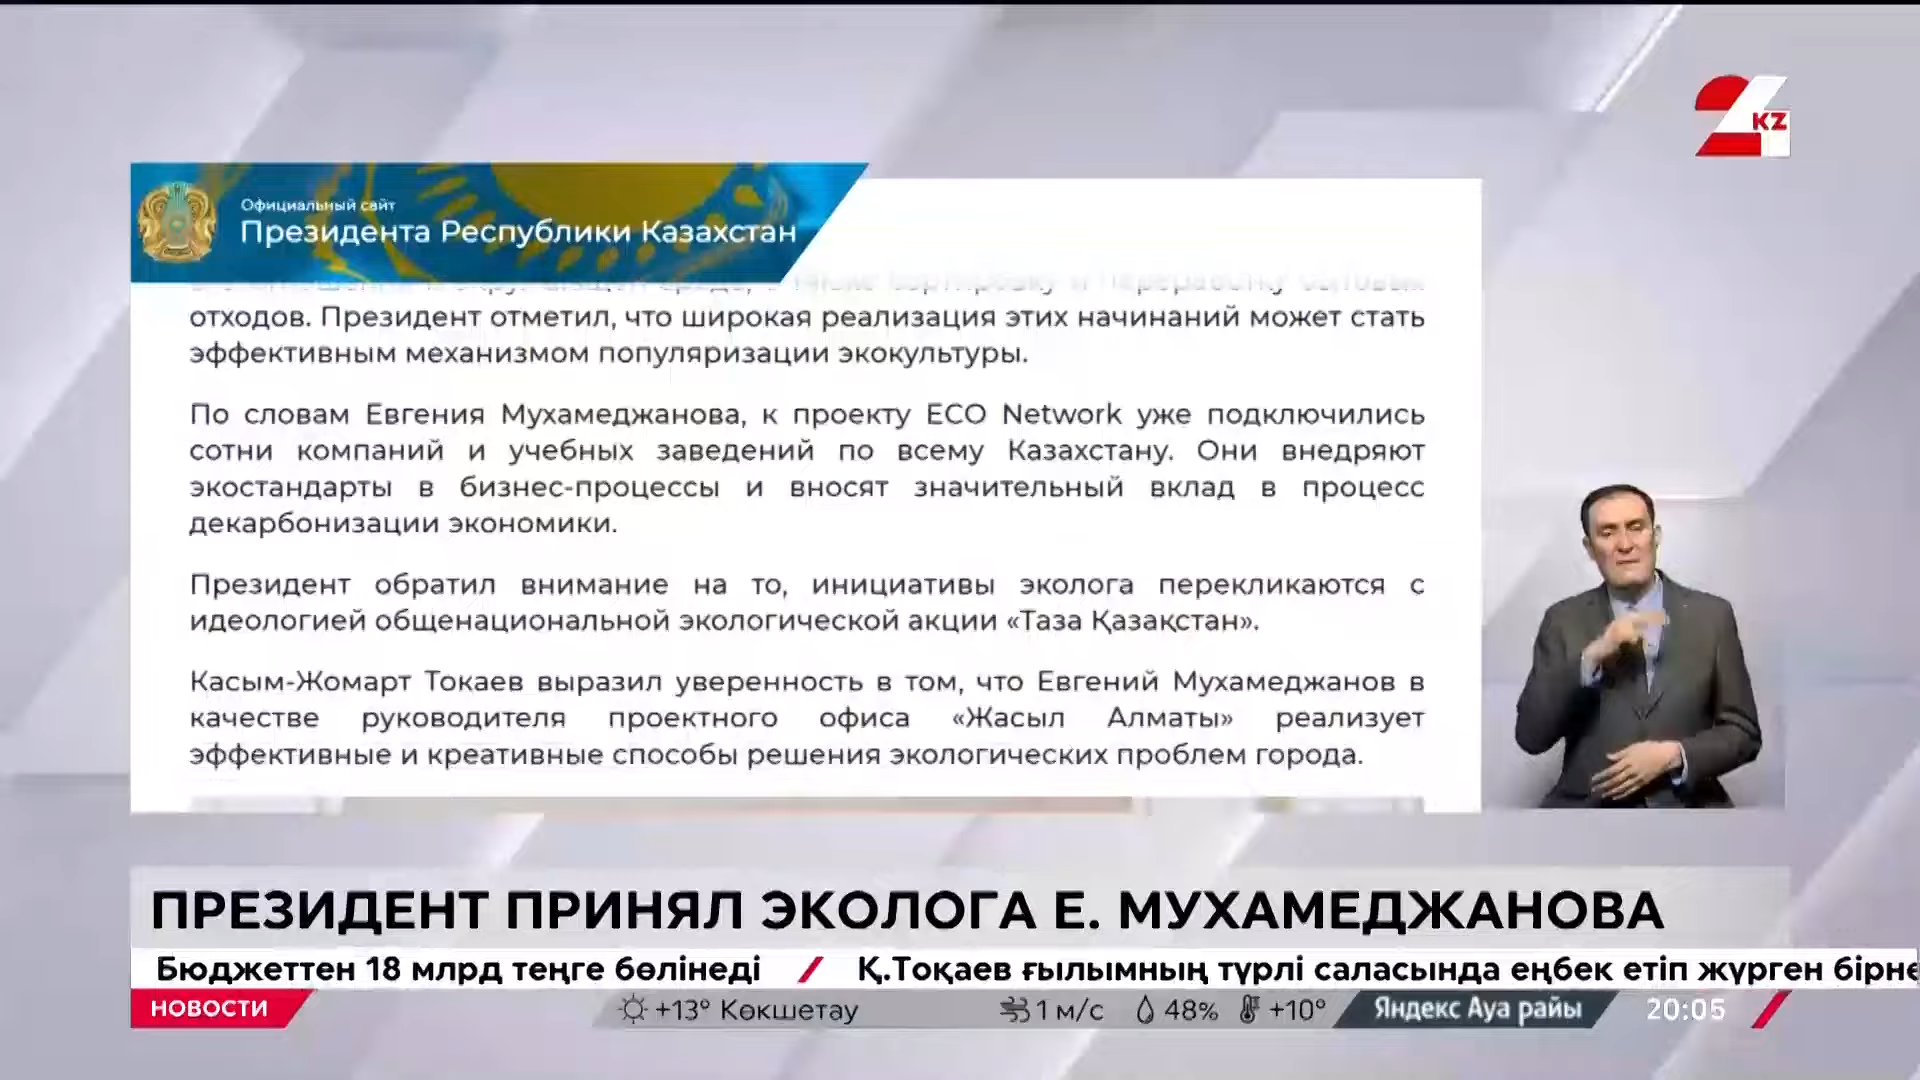 24
KZ
Официальный сайт
Президента Республики Казахстан
отходов. Президент отметил, что широкая реализация этих начинаний может стать
эффективным механизмом популяризации экокультуры.
По словам Евгения Мухамеджанова, к проекту ECO Network уже подключились
сотни компаний и учебных заведений по всему Казахстану. Они внедряют
экостандарты в бизнес-процессы и вносят значительный вклад в процесс
декарбонизации экономики.
Президент обратил внимание на то, инициативы эколога перекликаются с
идеологией общенациональной экологической акции «Таза Қазақстан».
Касым-Жомарт Токаев выразил уверенность в том, что Евгений Мухамеджанов в
качестве руководителя проектного офиса «Жасыл Алматы» реализует
эффективные и креативные способы решения экологических проблем города.
ПРЕЗИДЕНТ ПРИНЯЛ ЭКОЛОГА Е. МУХАМЕДЖАНОВА
Бюджеттен 18 млрд теңге бөлінеді / Қ.Тоқаев ғылымның түрлі саласында еңбек етіп жүрген бірне
НОВОСТИ +13° Көкшетау 1 м/с 48% +10° Яндекс Ауа райы 20:05